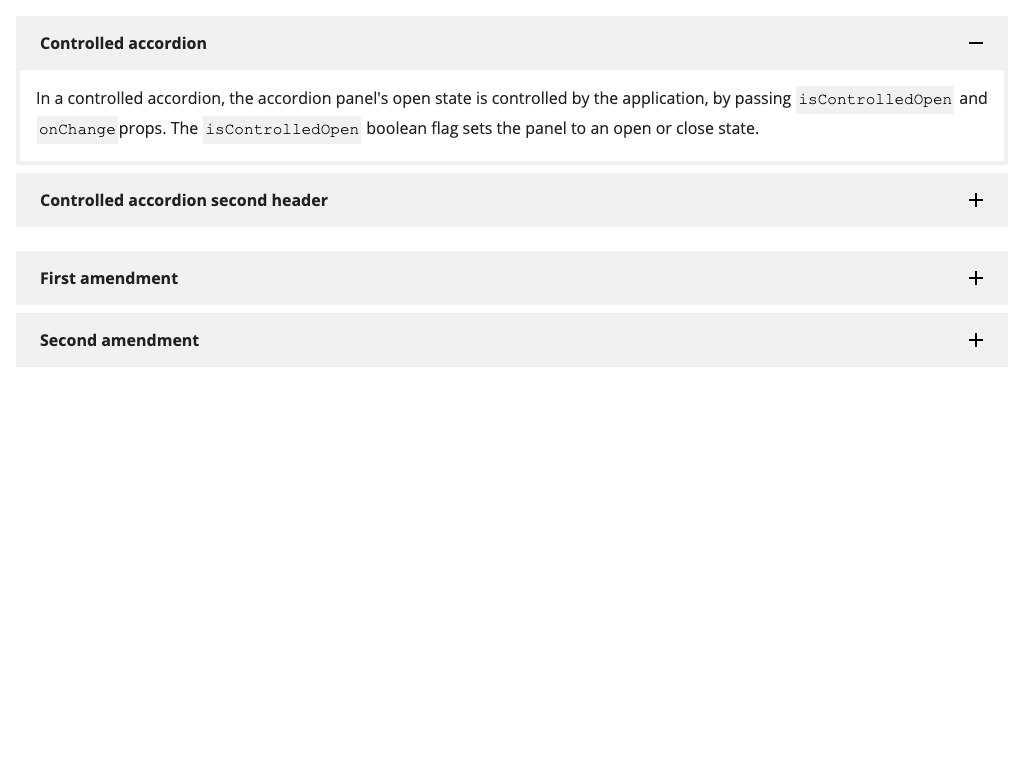 Controlled accordion
In a controlled accordion, the accordion panel's open state is controlled by the application, by passing isControlledOpen and
onChange props. The isControlledOpen boolean flag sets the panel to an open or close state.
Controlled accordion second header
First amendment
Second amendment